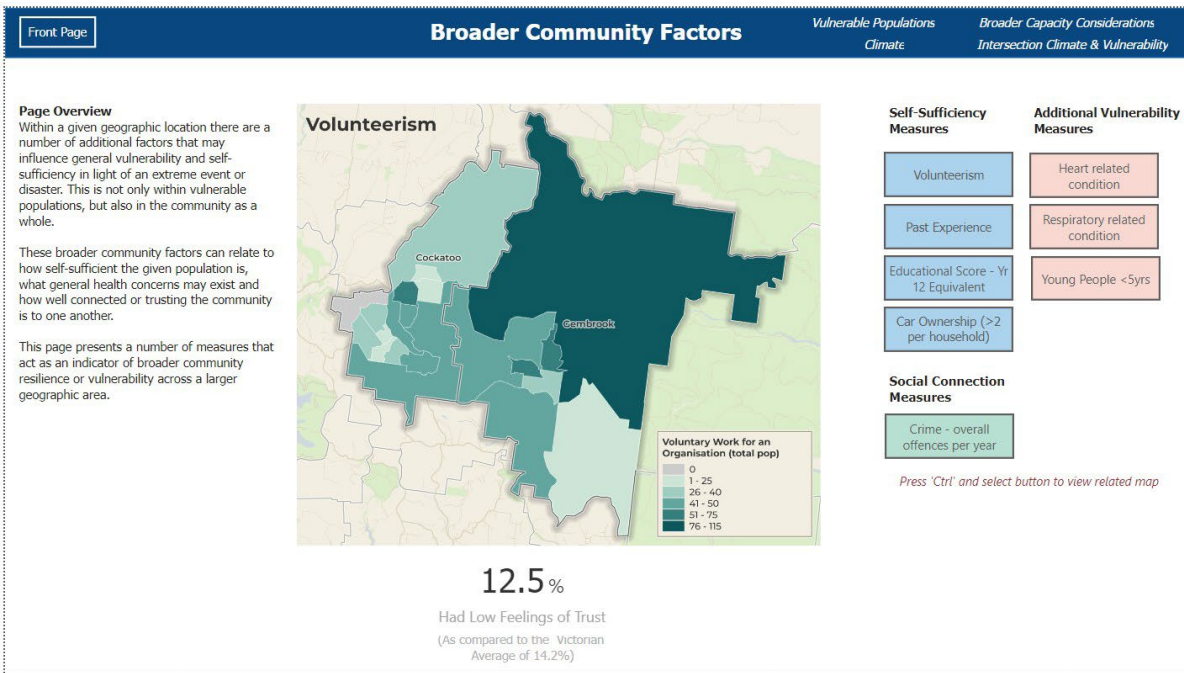 Front Page
Broader Community Factors
Vulnerable Populations
Climate
Broader Capacity Considerations
Intersection Climate & Vulnerability
Page Overview
Within a given geographic location there are a
number of additional factors that may
influence general vulnerability and self-
sufficiency in light of an extreme event or
disaster. This is not only within vulnerable
populations, but also in the community as a
whole.
These broader community factors can relate to
how self-sufficient the given population is,
what general health concerns may exist and
how well connected or trusting the community
is to one another.
This page presents a number of measures that
act as an indicator of broader community
resilience or vulnerability across a larger
geographic area.
Volunteerism
Cockatoo
Gembrook
Voluntary Work for an
Organisation (total pop)
0
1 - 25
26 - 40
41 - 50
51 - 75
76 - 115
12.5 %
Had Low Feelings of Trust
(As compared to the Victorian
Average of 14.2%)
Self-Sufficiency
Measures
Volunteerism
Past Experience
Educational Score - Yr
12 Equivalent
Car Ownership (>2
per household)
Social Connection
Measures
Crime - overall
offences per year
Additional Vulnerability
Measures
Heart related
condition
Respiratory related
condition
Young People <5yrs
Press 'Ctrl' and select button to view related map